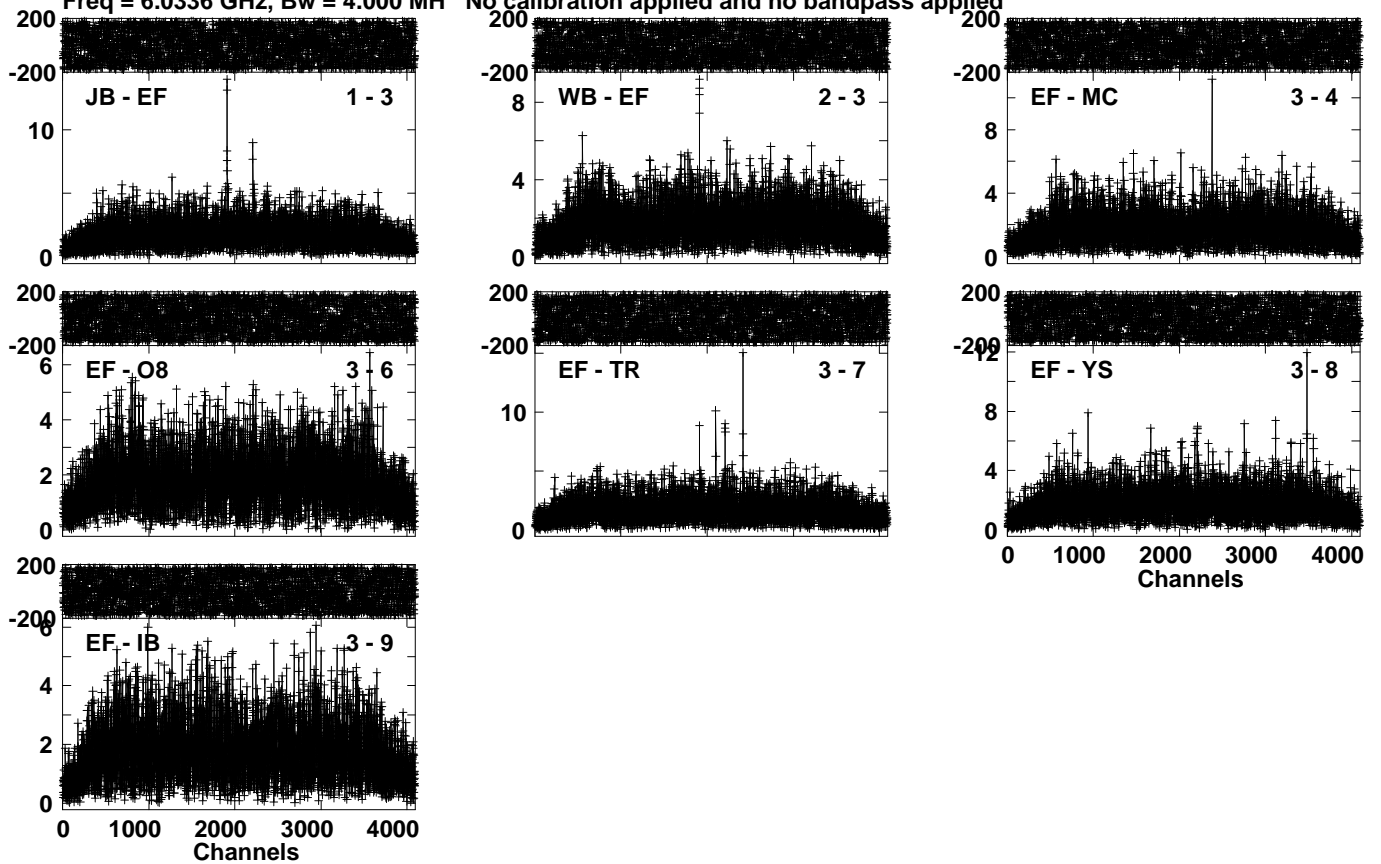 Freq = 6.0336 GHz, Bw = 4.000 MH No calibration applied and no bandpass applied
200 200 200
-200 -200 -200
JB - EF 1 - 3 WB - EF 2 - 3 EF - MC 3 - 4
10 8 8
4 4
0 0 0
200 200 200
-200 -200 -200
6 12
EF - O8 3 - 6 EF - TR 3 - 7 EF - YS 3 - 8
4 10 8
2 4
0 0 0
0 1000 2000 3000 4000
Channels
200
-200
6
EF - IB 3 - 9
4
2
0
0 1000 2000 3000 4000
Channels